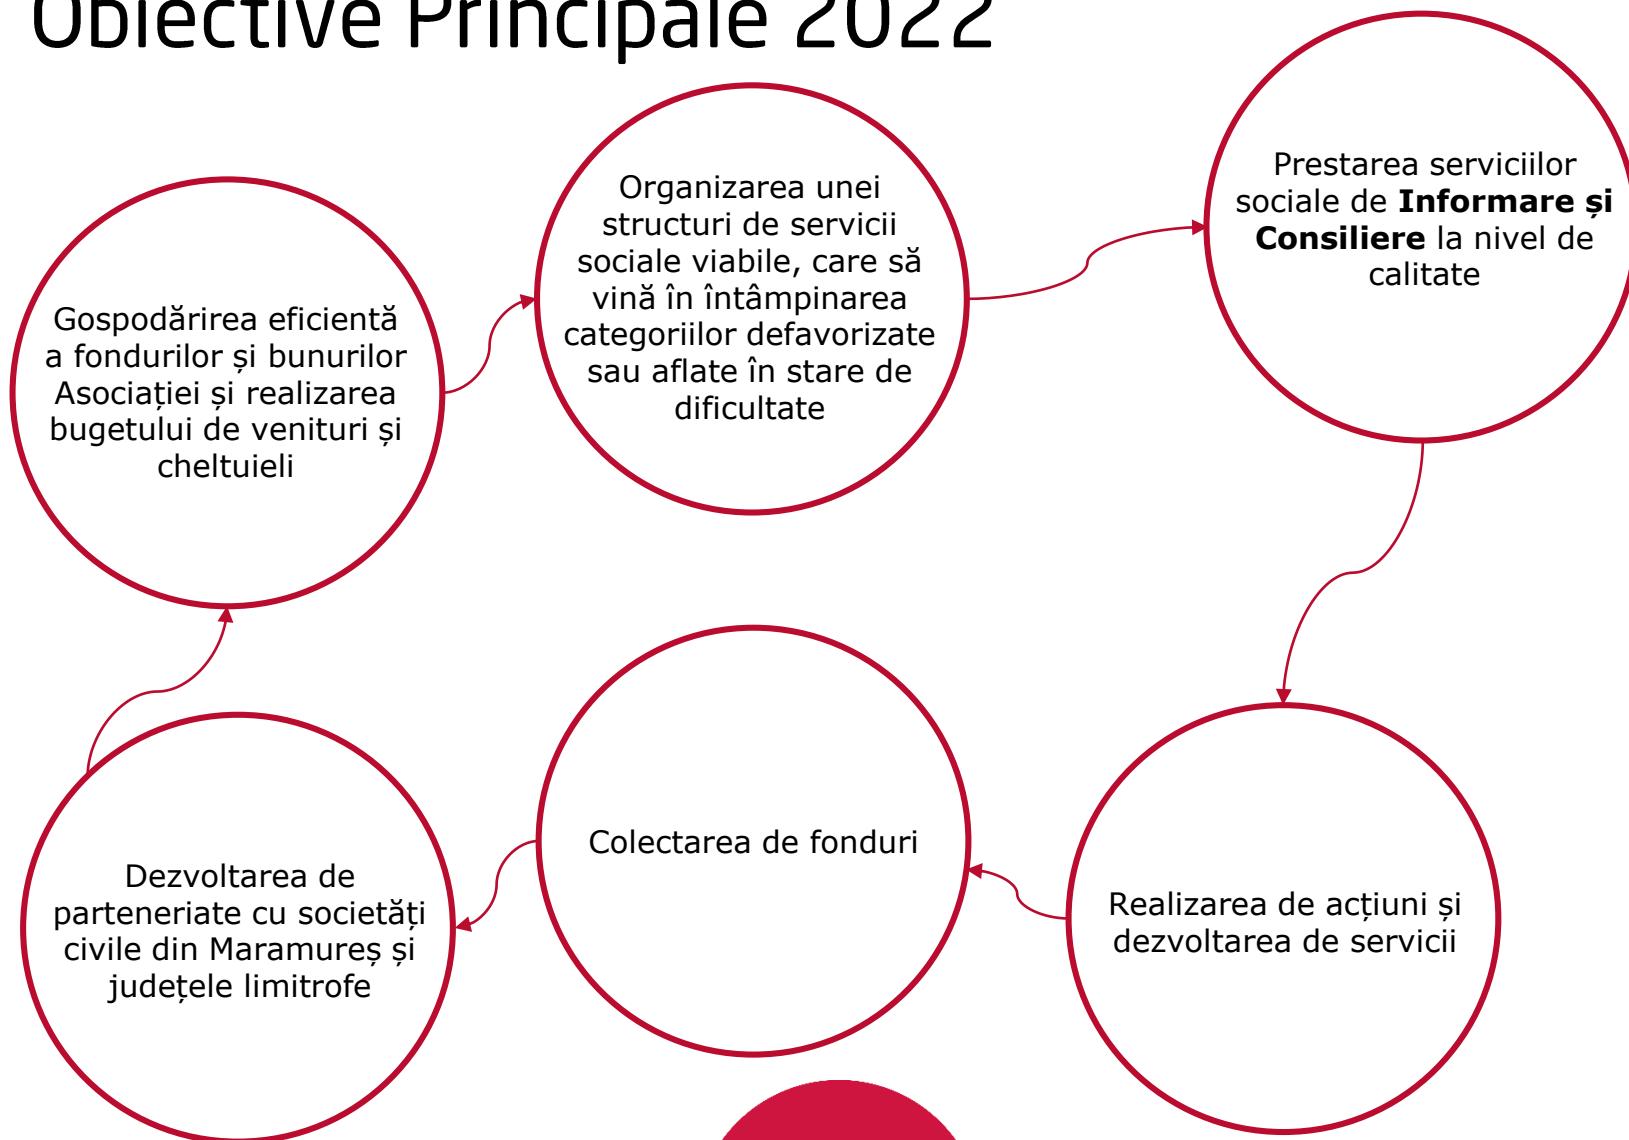 Obiective Principale 2022
Gospodărirea eficientă
a fondurilor și bunurilor
Asociației și realizarea
bugetului de venituri și
cheltuieli
Organizarea unei
structuri de servicii
sociale viabile, care să
vină în întâmpinarea
categoriilor defavorizate
sau aflate în stare de
dificultate
Prestarea serviciilor
sociale de Informare și
Consiliere la nivel de
calitate
Realizarea de acțiuni și
dezvoltarea de servicii
Colectarea de fonduri
Dezvoltarea de
parteneriate cu societăți
civile din Maramureș și
județele limitrofe